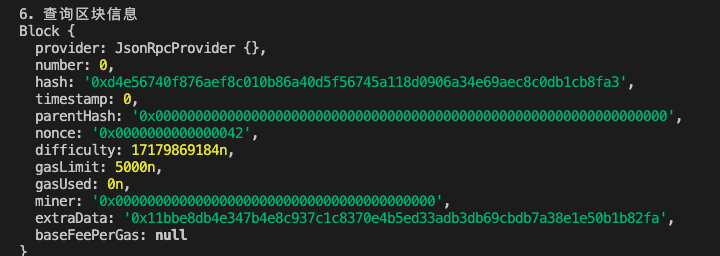 6. 查询区块信息
Block {
  provider: JsonRpcProvider {},
  number: 0,
  hash: '0xd4e56740f876aef8c010b86a40d5f56745a118d0906a34e69aec8c0db1cb8fa3',
  timestamp: 0,
  parentHash: '0x0000000000000000000000000000000000000000000000000000000000000000',
  nonce: '0x0000000000000042',
  difficulty: 17179869184n,
  gasLimit: 5000n,
  gasUsed: 0n,
  miner: '0x0000000000000000000000000000000000000000',
  extraData: '0x11bbe8db4e347b4e8c937c1c8370e4b5ed33adb3db69cbdb7a38e1e50b1b82fa',
  baseFeePerGas: null
}